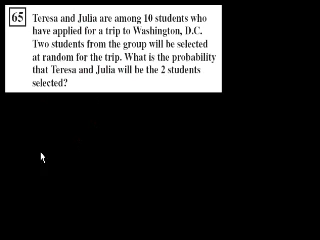 65 Teresa and Julia are among 10 students who
have applied for a trip to Washington, D.C.
Two students from the group will be selected
at random for the trip. What is the probability
that Teresa and Julia will be the 2 students
selected?